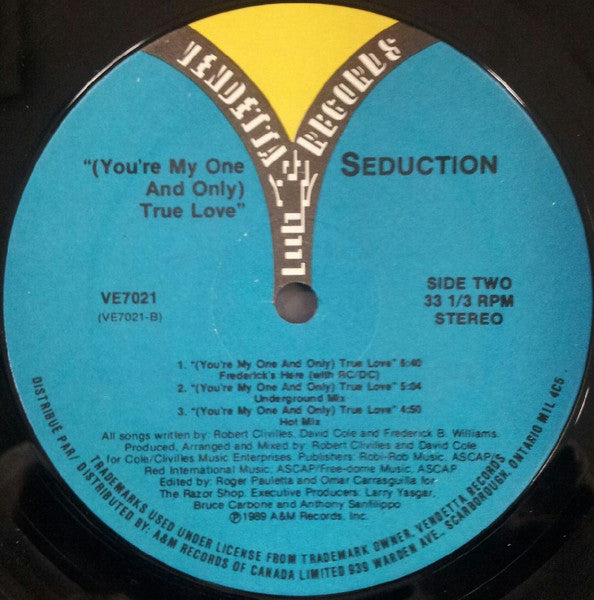 VENDETTA RECORDS
"(You're My One
And Only)
True Love"
SEDUCTION
VE7021
(VE7021-B)
SIDE TWO
33 1/3 RPM
STEREO
1. "(You're My One And Only) True Love" 6:40
Frederick's Here (with RC/DC)
2. "(You're My One And Only) True Love" 5:04
Underground Mix
3. "(You're My One And Only) True Love" 4:50
Hot Mix
All songs written by: Robert Clivilles, David Cole and Frederick B. Williams.
Produced, Arranged and Mixed by: Robert Clivilles and David Cole
for Cole/Clivilles Music Enterprises. Publishers: Robi-Rob Music, ASCAP/
Red International Music, ASCAP/Free-dome Music, ASCAP
Edited by: Roger Pauletta and Omar Carrasguilla for
The Razor Shop. Executive Producers: Larry Yasgar,
Bruce Carbone and Anthony Sanfilippo
Ⓟ1989 A&M Records, Inc.
TRADEMARKS USED UNDER LICENSE FROM TRADEMARK OWNER, VENDETTA RECORDS
DISTRIBUE PAR/ DISTRIBUTED BY: A&M RECORDS OF CANADA LIMITED 939 WARDEN AVE., SCARBOROUGH, ONTARIO M1L 4C5